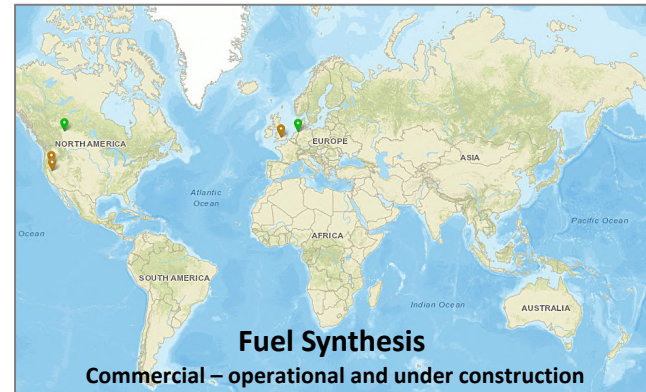 NORTH AMERICA
EUROPE
ASIA
Atlantic
Ocean
Pacific Ocean
Ocean
AFRICA
SOUTH AMERICA
Indian Ocean
AUSTRALIA
Fuel Synthesis
Commercial – operational and under construction